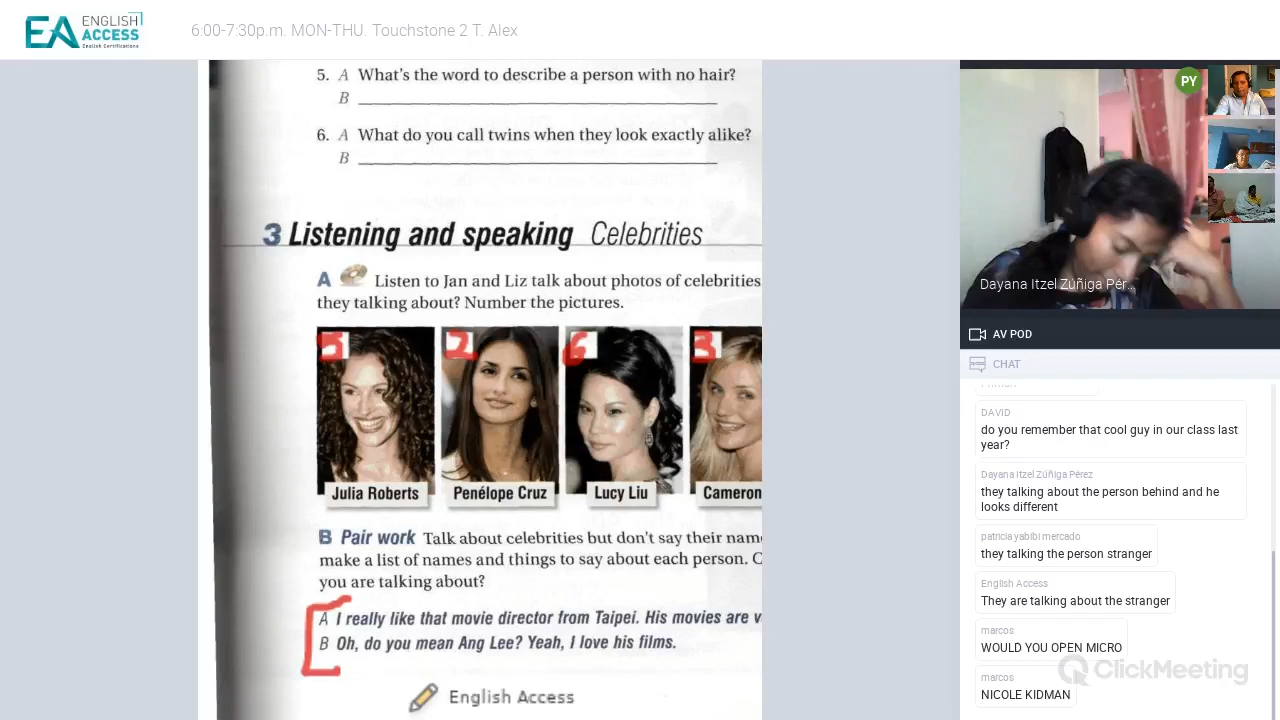 EA ENGLISH ACCESS
English Certifications
6:00-7:30p.m. MON-THU. Touchstone 2 T. Alex
5. A What's the word to describe a person with no hair?
B
6. A What do you call twins when they look exactly alike?
B
3 Listening and speaking Celebrities
A Listen to Jan and Liz talk about photos of celebrities
they talking about? Number the pictures.
2 6 3
Julia Roberts Penélope Cruz Lucy Liu Cameron
B Pair work Talk about celebrities but don't say their nam
make a list of names and things to say about each person. C
you are talking about?
A I really like that movie director from Taipei. His movies are v
B Oh, do you mean Ang Lee? Yeah, I love his films.
English Access
PY
Dayana Itzel Zúñiga Pér...
AV POD
CHAT
DAVID
do you remember that cool guy in our class last
year?
Dayana Itzel Zúñiga Pérez
they talking about the person behind and he
looks different
patricia yabibi mercado
they talking the person stranger
English Access
They are talking about the stranger
marcos
WOULD YOU OPEN MICRO
marcos
NICOLE KIDMAN
ClickMeeting